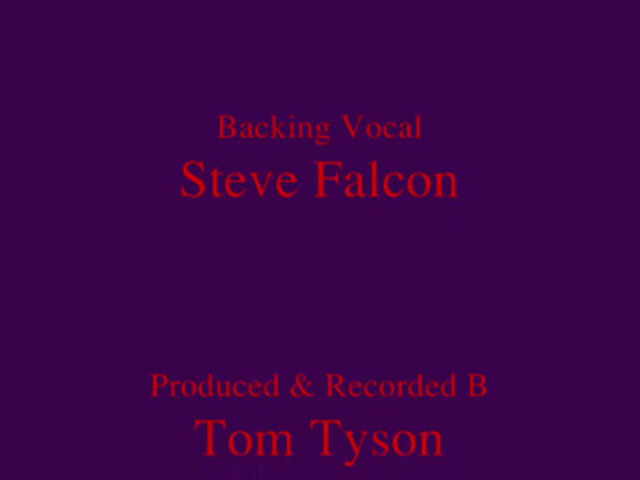 Backing Vocal
Steve Falcon
Produced & Recorded B
Tom Tyson